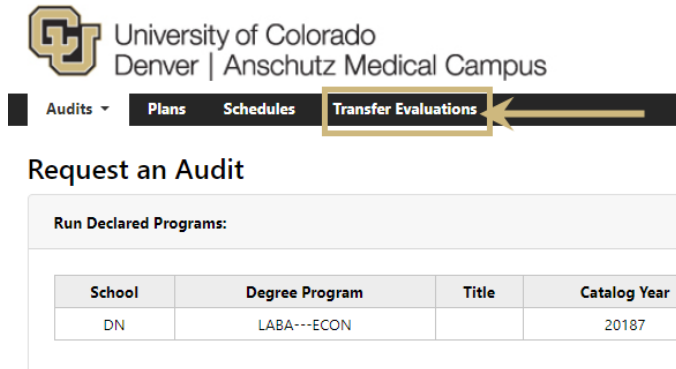 CU
University of Colorado
Denver | Anschutz Medical Campus
Audits Plans Schedules Transfer Evaluations
Request an Audit
Run Declared Programs:
School Degree Program Title Catalog Year
DN LABA---ECON 20187